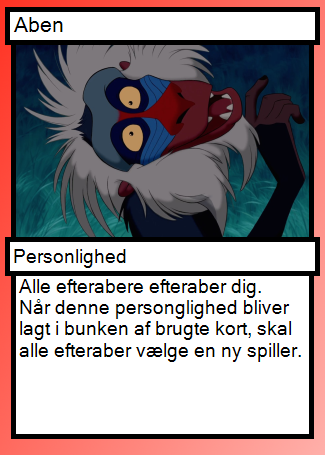 Aben
Personlighed
Alle efterabere efteraber dig.
Når denne personglighed bliver
lagt i bunken af brugte kort, skal
alle efteraber vælge en ny spiller.